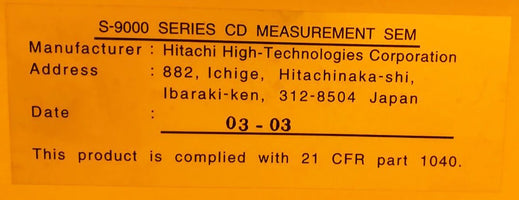 S-9000 SERIES CD MEASUREMENT SEM
Manufacturer : Hitachi High-Technologies Corporation
Address : 882, Ichige, Hitachinaka-shi,
Ibaraki-ken, 312-8504 Japan
Date : 03-03
This product is complied with 21 CFR part 1040.